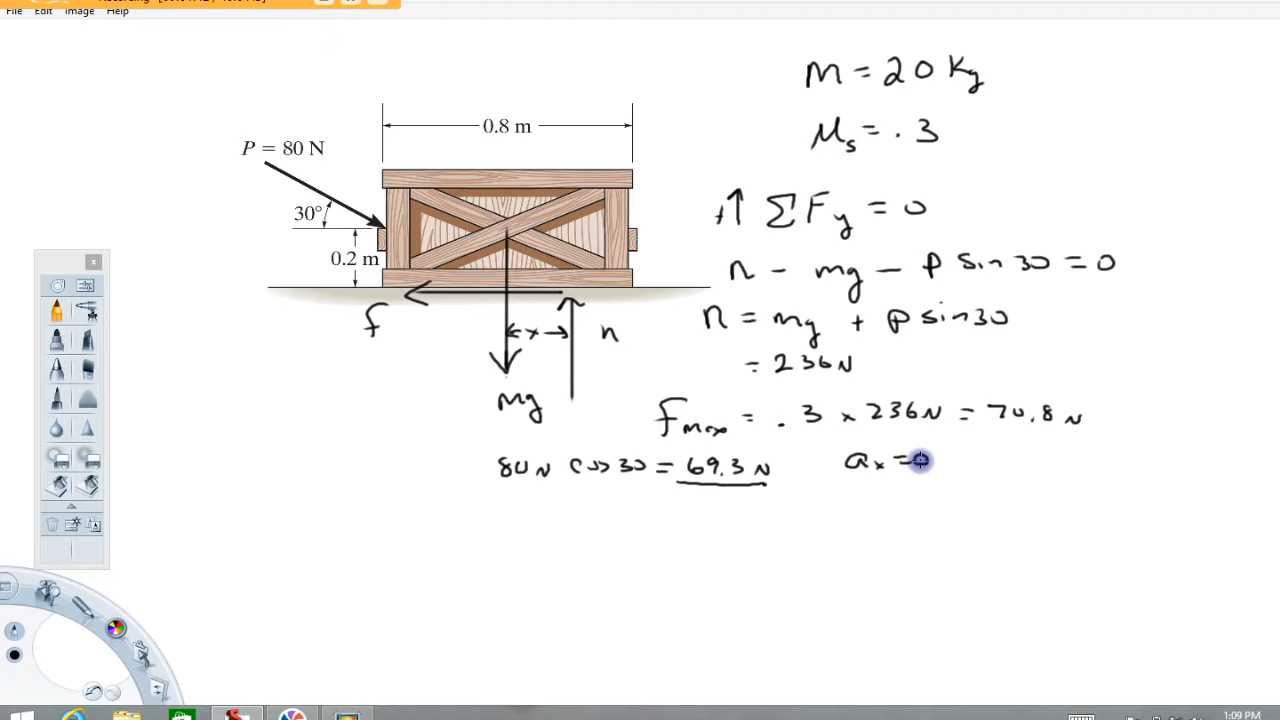 File Edit Image Help
M = 20 Kg
0.8 m
μs = .3
P = 80 N
30°
+↑ ΣFy = 0
0.2 m
n - mg - P sin 30 = 0
f
x
n
n = mg + P sin 30
= 236 N
mg
fmax = .3 × 236 N = 70.8 N
80 N cos 30 = 69.3 N
ax = 0
1:09 PM